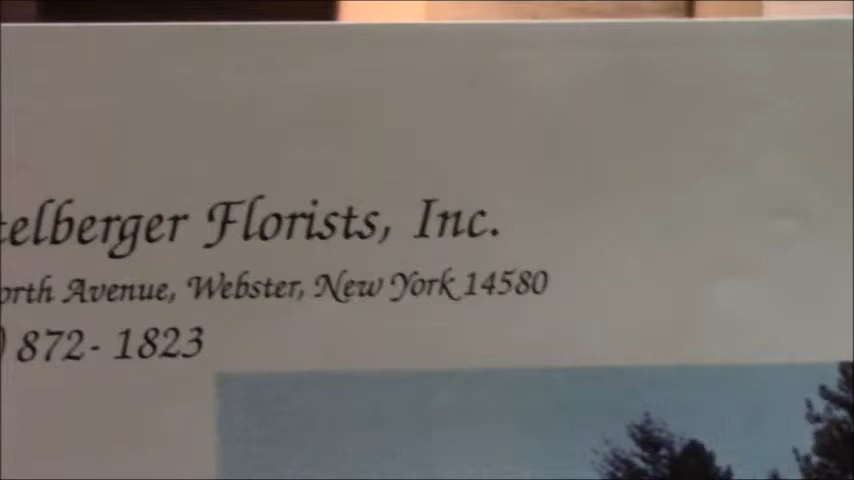 telberger Florists, Inc.
orth Avenue, Webster, New York 14580
) 872- 1823